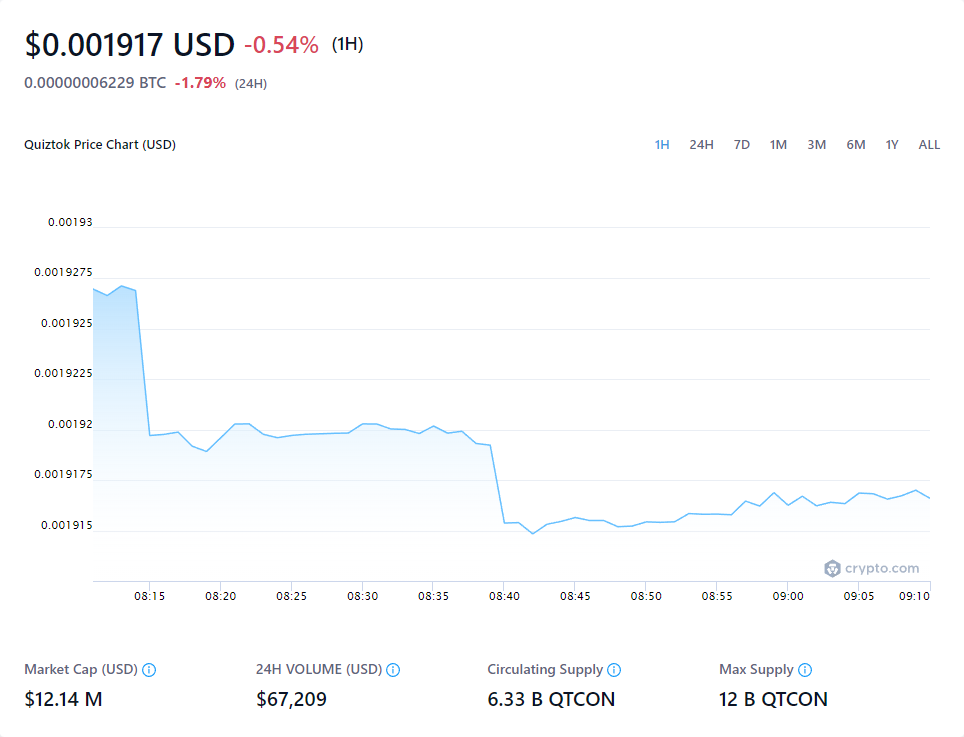 $0.001917 USD -0.54% (1H)
0.00000006229 BTC -1.79% (24H)
Quiztok Price Chart (USD) 1H 24H 7D 1M 3M 6M 1Y ALL
0.00193
0.0019275
0.001925
0.0019225
0.00192
0.0019175
0.001915
crypto.com
08:15 08:20 08:25 08:30 08:35 08:40 08:45 08:50 08:55 09:00 09:05 09:10
Market Cap (USD) 24H VOLUME (USD) Circulating Supply Max Supply
$12.14 M $67,209 6.33 B QTCON 12 B QTCON